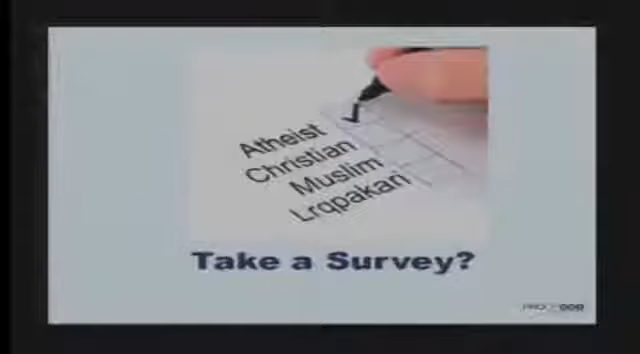 Atheist
Christian
Muslim
Lrqpakan
Take a Survey?